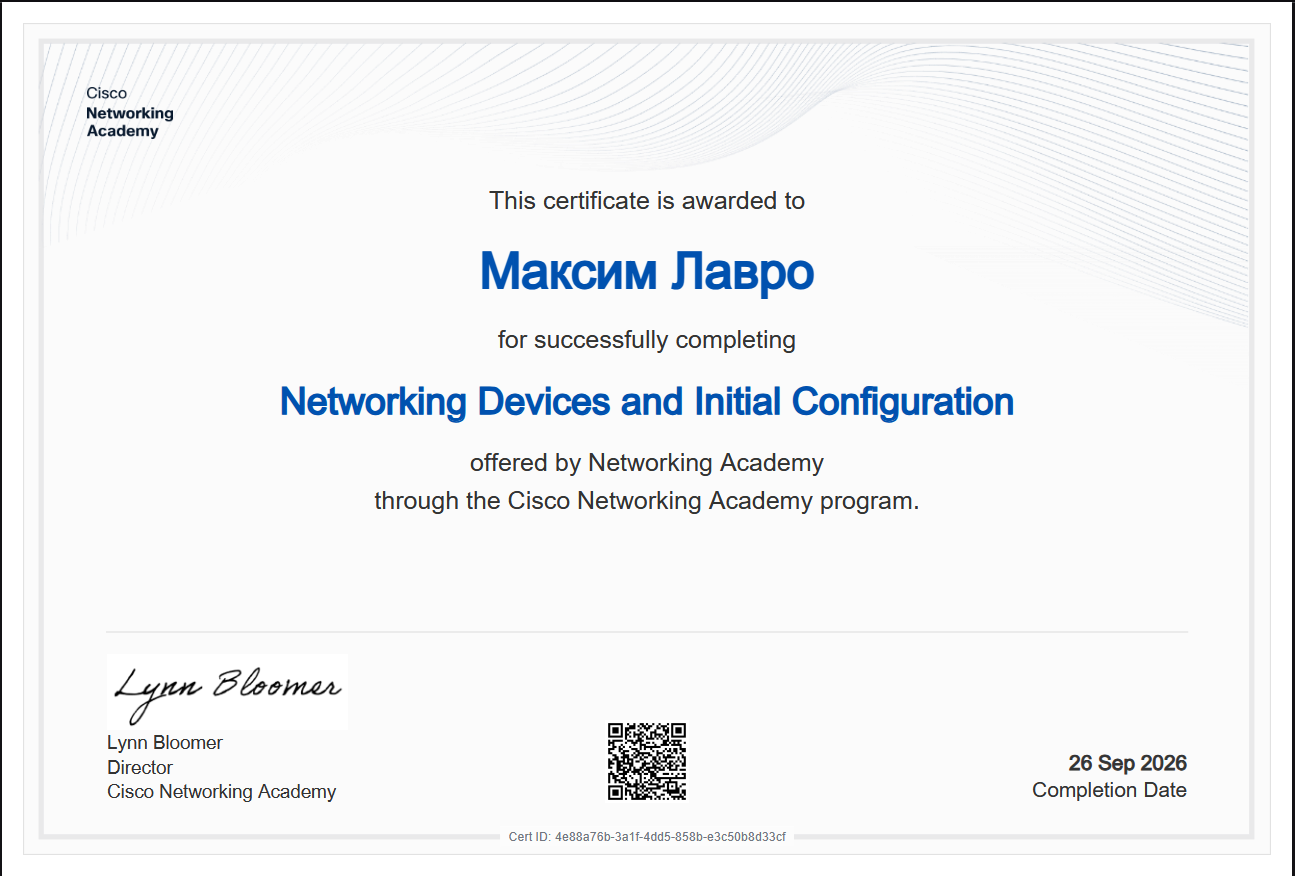 Cisco
Networking
Academy
This certificate is awarded to
Максим Лавро
for successfully completing
Networking Devices and Initial Configuration
offered by Networking Academy
through the Cisco Networking Academy program.
Lynn Bloomer
Lynn Bloomer
Director
Cisco Networking Academy
26 Sep 2026
Completion Date
Cert ID: 4e88a76b-3a1f-4dd5-858b-e3c50b8d33cf